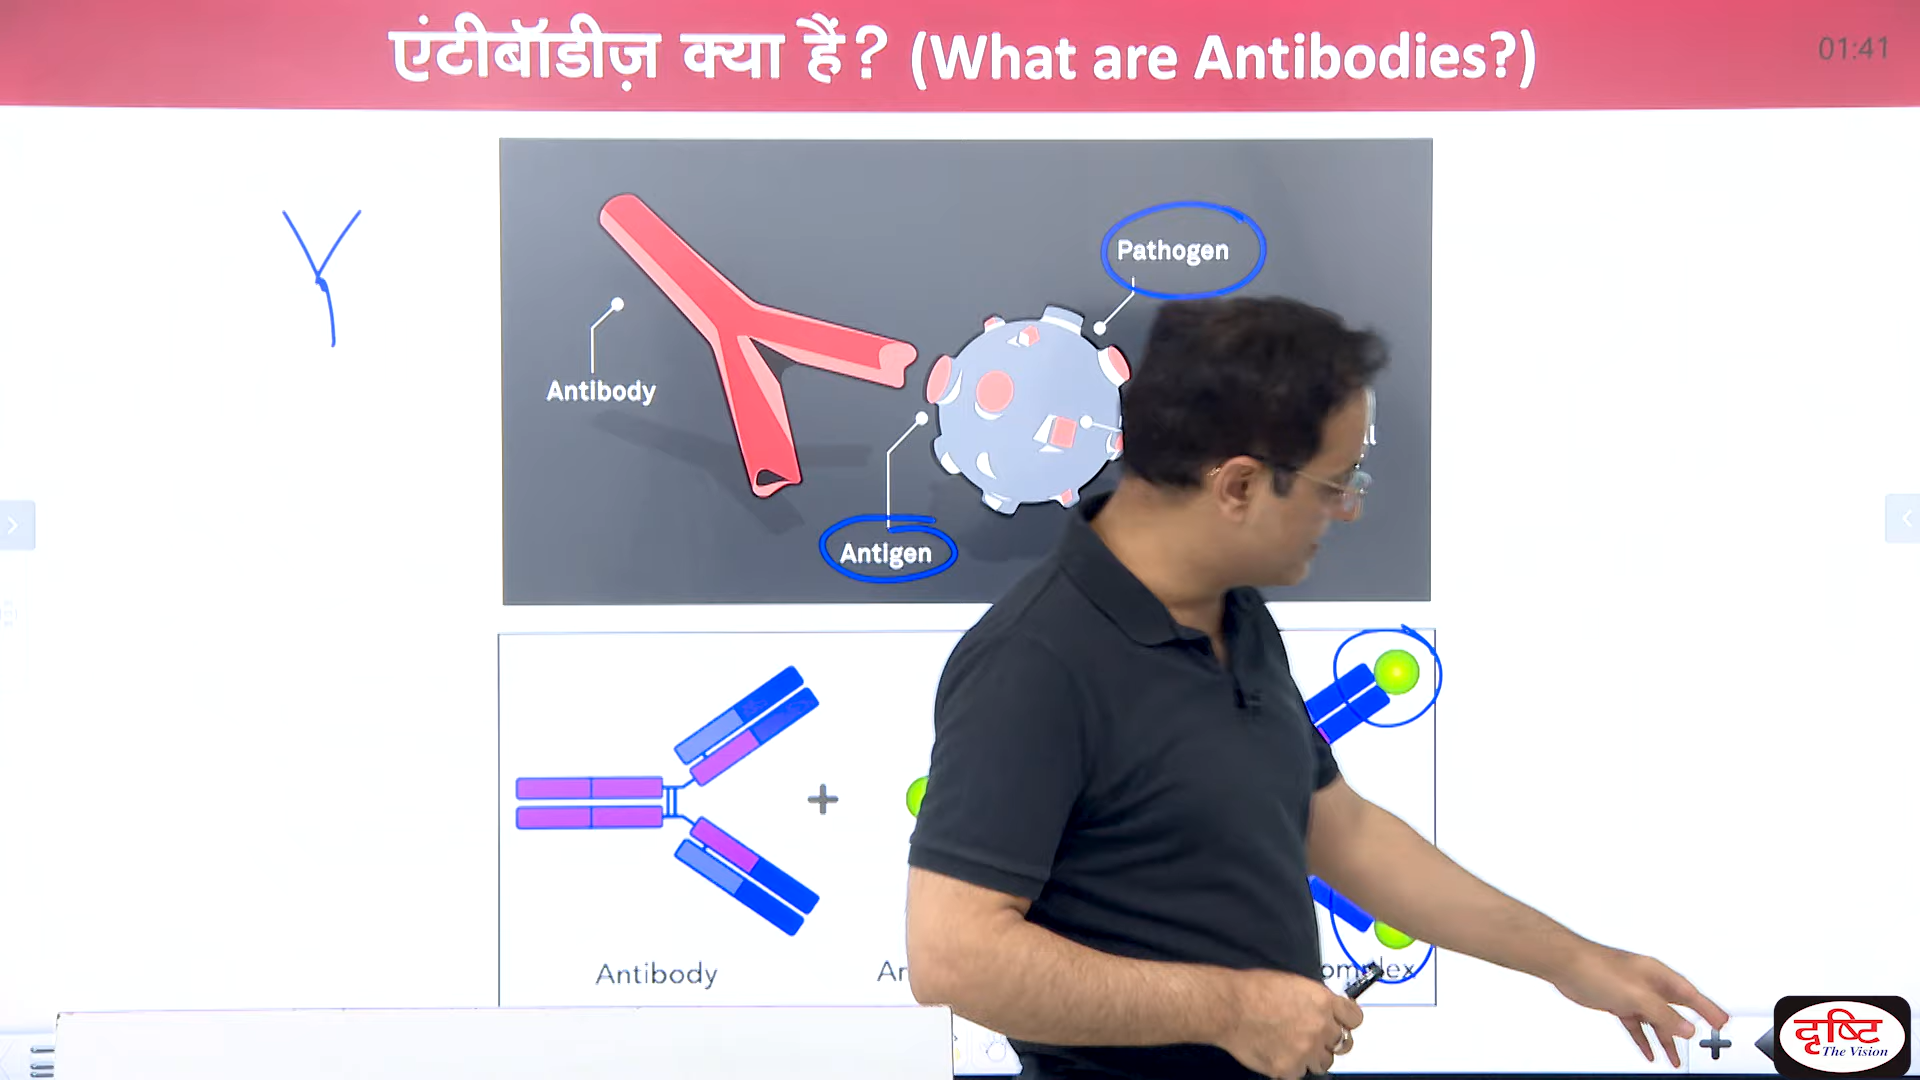 एंटीबॉडीज़ क्या हैं? (What are Antibodies?)
01:41
Pathogen
Antibody
Antigen
Antibody
दृष्टि
The Vision